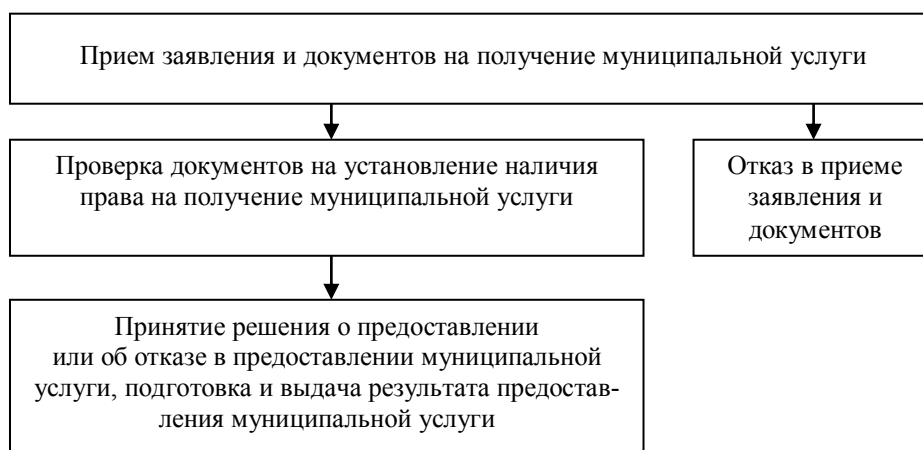 Прием заявления и документов на получение муниципальной услуги
Проверка документов на установление наличия
права на получение муниципальной услуги
Отказ в приеме
заявления и
документов
Принятие решения о предоставлении
или об отказе в предоставлении муниципальной
услуги, подготовка и выдача результата предостав-
ления муниципальной услуги